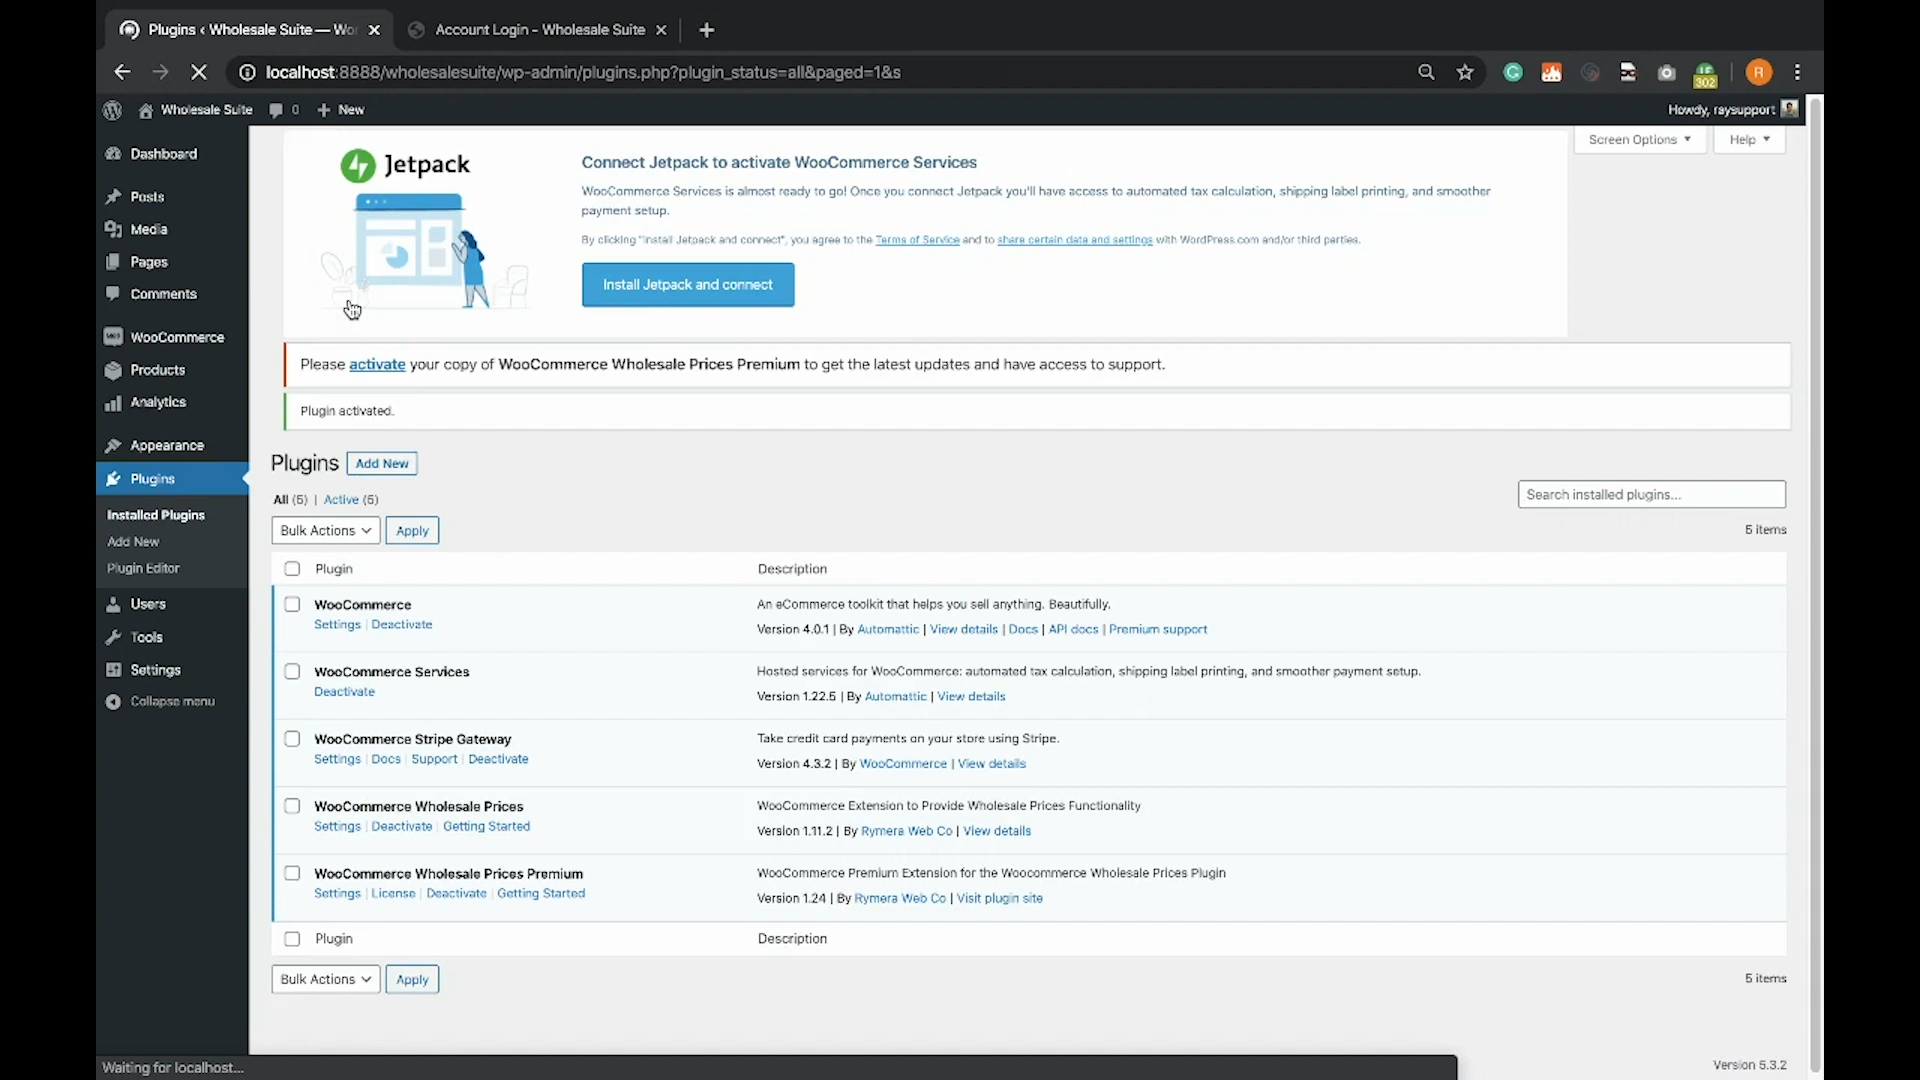 Plugins ‹ Wholesale Suite — Wo
Account Login - Wholesale Suite
localhost:8888/wholesalesuite/wp-admin/plugins.php?plugin_status=all&paged=1&s
302
R
Wholesale Suite
0
New
Howdy, raysupport
Screen Options
Help
Dashboard
Posts
Media
Pages
Comments
WooCommerce
Products
Analytics
Appearance
Plugins
Installed Plugins
Add New
Plugin Editor
Users
Tools
Settings
Collapse menu
Jetpack
Connect Jetpack to activate WooCommerce Services
WooCommerce Services is almost ready to go! Once you connect Jetpack you'll have access to automated tax calculation, shipping label printing, and smoother
payment setup.
By clicking "Install Jetpack and connect", you agree to the Terms of Service and to share certain data and settings with WordPress.com and/or third parties.
Install Jetpack and connect
Please activate your copy of WooCommerce Wholesale Prices Premium to get the latest updates and have access to support.
Plugin activated.
Plugins
Add New
All (5) | Active (5)
Search installed plugins...
Bulk Actions
Apply
5 items
Plugin
Description
WooCommerce
Settings | Deactivate
An eCommerce toolkit that helps you sell anything. Beautifully.
Version 4.0.1 | By Automattic | View details | Docs | API docs | Premium support
WooCommerce Services
Deactivate
Hosted services for WooCommerce: automated tax calculation, shipping label printing, and smoother payment setup.
Version 1.22.5 | By Automattic | View details
WooCommerce Stripe Gateway
Settings | Docs | Support | Deactivate
Take credit card payments on your store using Stripe.
Version 4.3.2 | By WooCommerce | View details
WooCommerce Wholesale Prices
Settings | Deactivate | Getting Started
WooCommerce Extension to Provide Wholesale Prices Functionality
Version 1.11.2 | By Rymera Web Co | View details
WooCommerce Wholesale Prices Premium
Settings | License | Deactivate | Getting Started
WooCommerce Premium Extension for the Woocommerce Wholesale Prices Plugin
Version 1.24 | By Rymera Web Co | Visit plugin site
Plugin
Description
Bulk Actions
Apply
5 items
Waiting for localhost...
Version 5.3.2